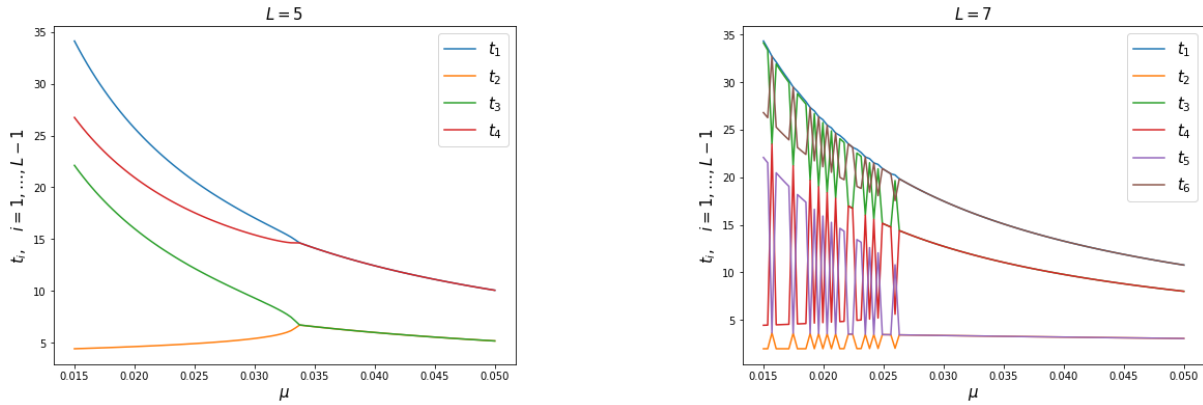 L = 5
35
30
25
20
15
10
5
t_i, i = 1, ..., L − 1
0.015 0.020 0.025 0.030 0.035 0.040 0.045 0.050
μ
t_1
t_2
t_3
t_4
L = 7
35
30
25
20
15
10
5
t_i, i = 1, ..., L − 1
0.015 0.020 0.025 0.030 0.035 0.040 0.045 0.050
μ
t_1
t_2
t_3
t_4
t_5
t_6